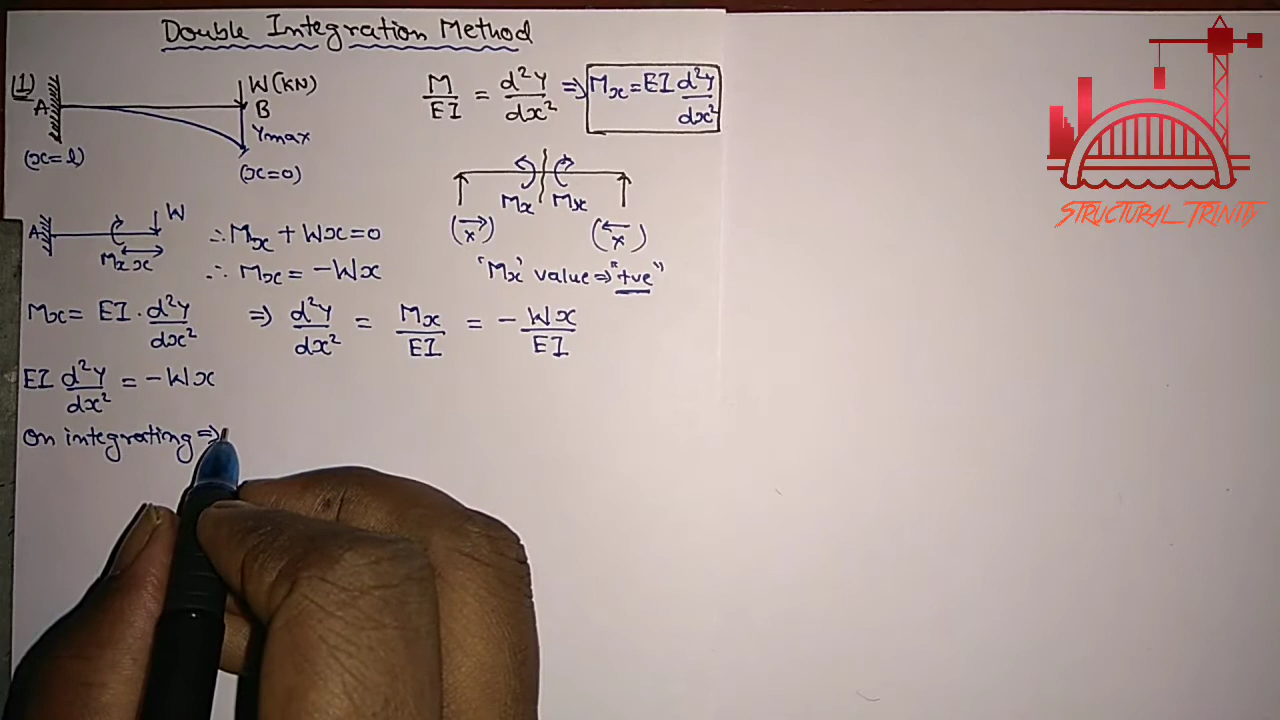 Double Integration Method
(1)
A
W(KN)
B
Ymax
(x=l)
(x=0)
M/EI = d²y/dx² ⇒ Mx = EI d²y/dx²
Mx Mx
(x→) (x←)
"Mx" value ⇒ "+ve"
A
W
Mx x
∴ Mx + Wx = 0
∴ Mx = -Wx
Mx = EI · d²y/dx² ⇒ d²y/dx² = Mx/EI = - Wx/EI
EI d²y/dx² = -Wx
On integrating ⇒
STRUCTURAL TRINITY